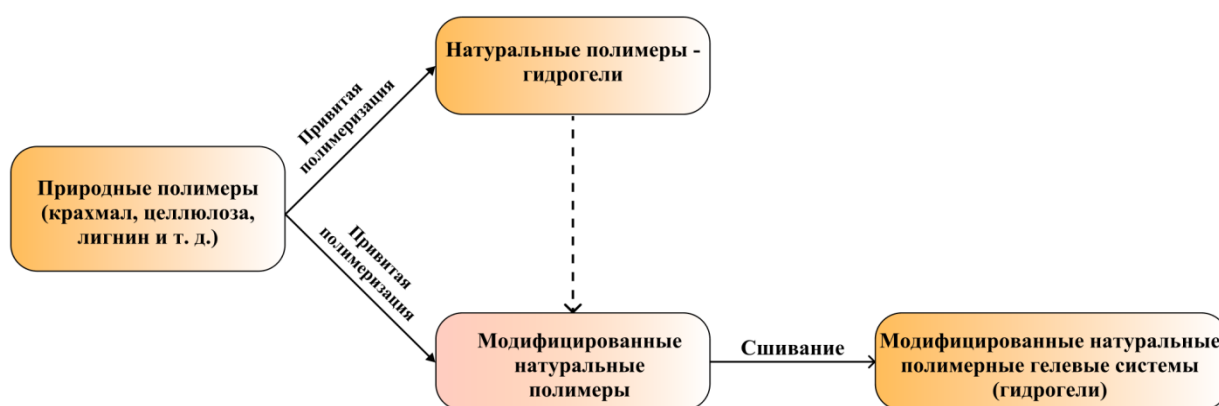 Натуральные полимеры -
гидрогели
Привитая
полимеризация
Природные полимеры
(крахмал, целлюлоза,
лигнин и т. д.)
Привитая
полимеризация
Модифицированные
натуральные
полимеры
Сшивание
Модифицированные натуральные
полимерные гелевые системы
(гидрогели)